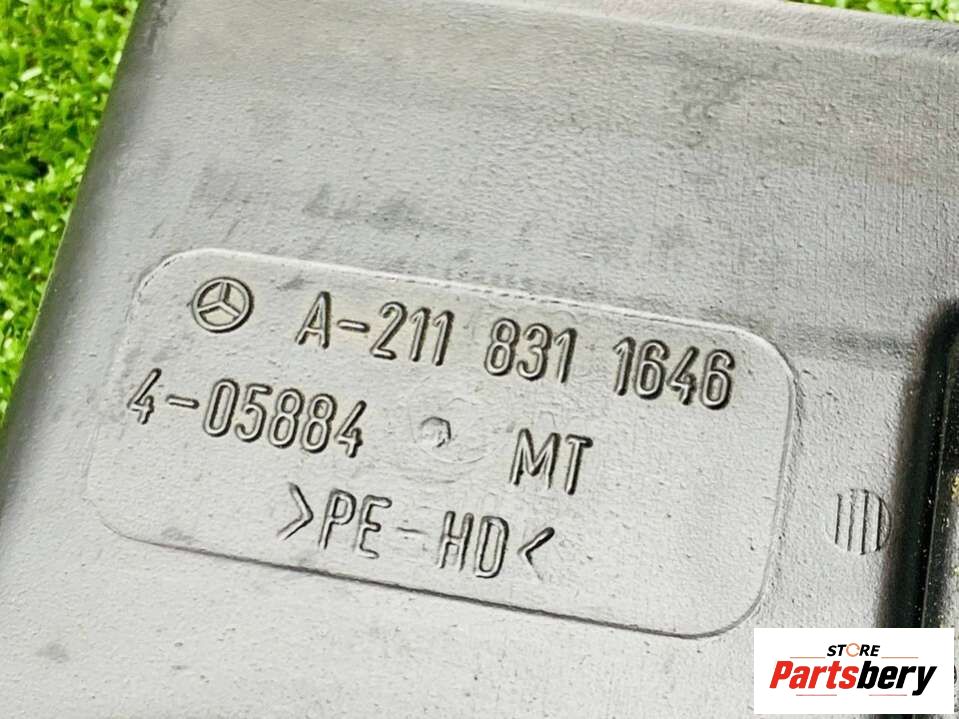 A-211 831 1646
4-05884 MT
>PE-HD<
STORE
Partsbery